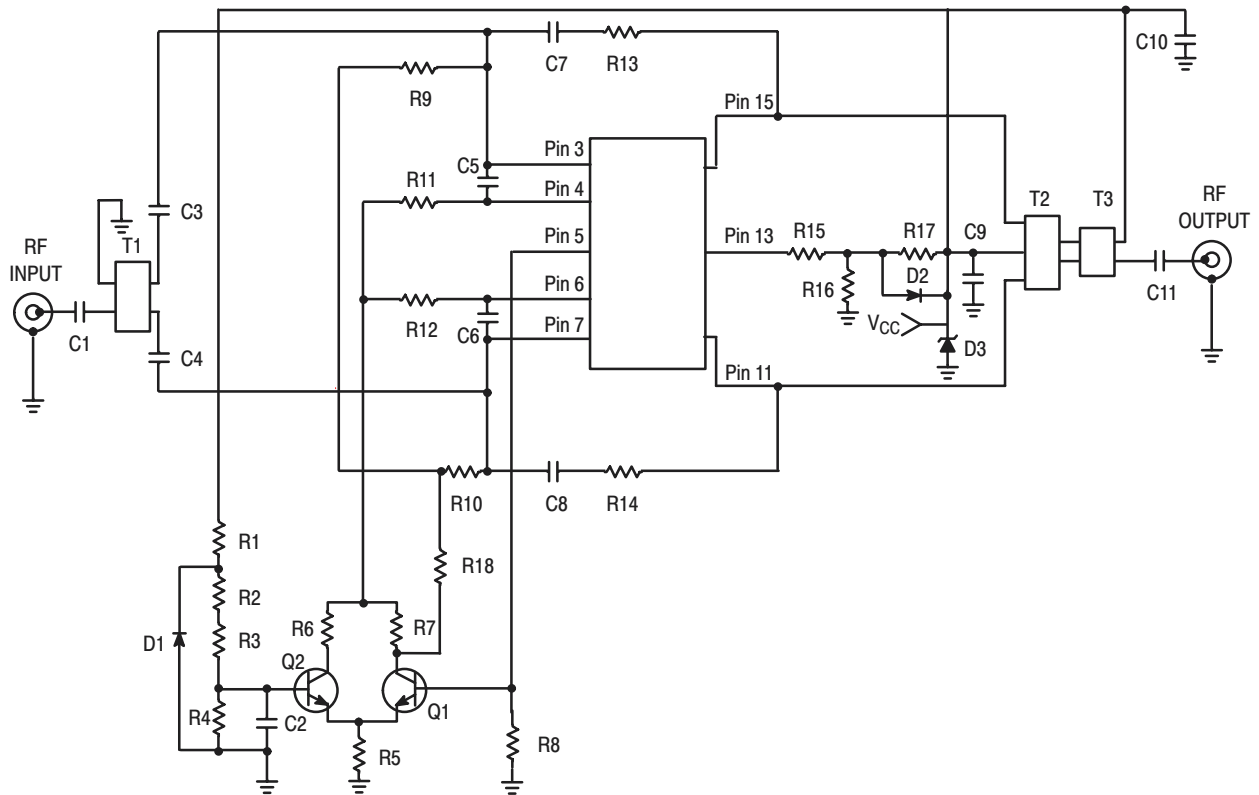 C10
C7
R13
R9
Pin 15
Pin 3
C5
R11
Pin 4
C3
T2
T3
RF
OUTPUT
RF
INPUT
T1
Pin 5
Pin 13
R15
R17
C9
D2
Pin 6
R16
C11
C1
R12
C6
VCC
Pin 7
C4
D3
Pin 11
R10
C8
R14
R1
R18
R2
R3
D1
R6
R7
Q2
R4
C2
Q1
R5
R8